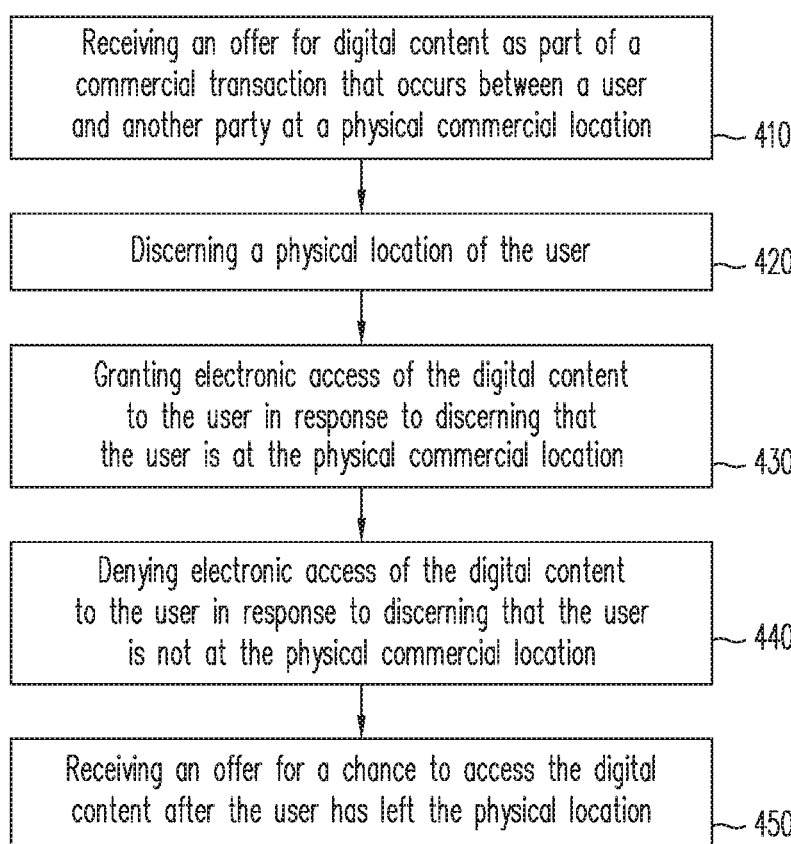 Receiving an offer for digital content as part of a
commercial transaction that occurs between a user
and another party at a physical commercial location
410
Discerning a physical location of the user
420
Granting electronic access of the digital content
to the user in response to discerning that
the user is at the physical commercial location
430
Denying electronic access of the digital content
to the user in response to discerning that the user
is not at the physical commercial location
440
Receiving an offer for a chance to access the digital
content after the user has left the physical location
450